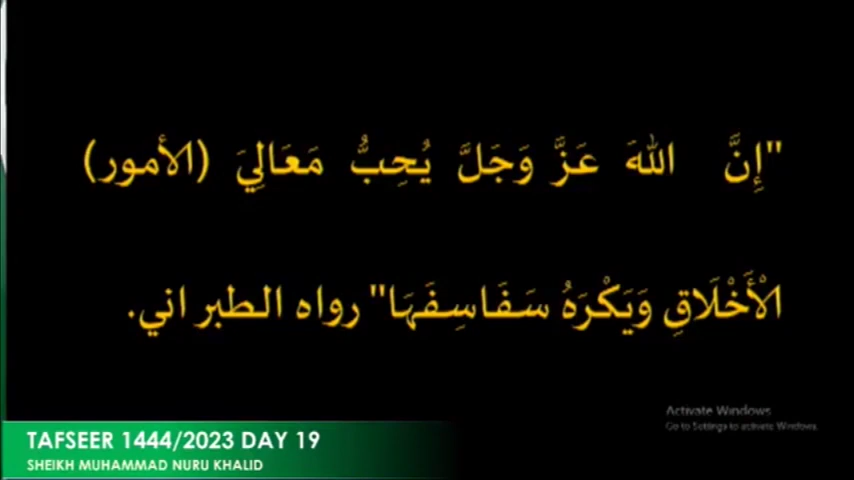 "إِنَّ اللهَ عَزَّ وَجَلَّ يُحِبُّ مَعَالِيَ (الأمور)
الْأَخْلَاقِ وَيَكْرَهُ سَفَاسِفَهَا" رواه الطبراني.
Activate Windows
Go to Settings to activate Windows.
TAFSEER 1444/2023 DAY 19
SHEIKH MUHAMMAD NURU KHALID